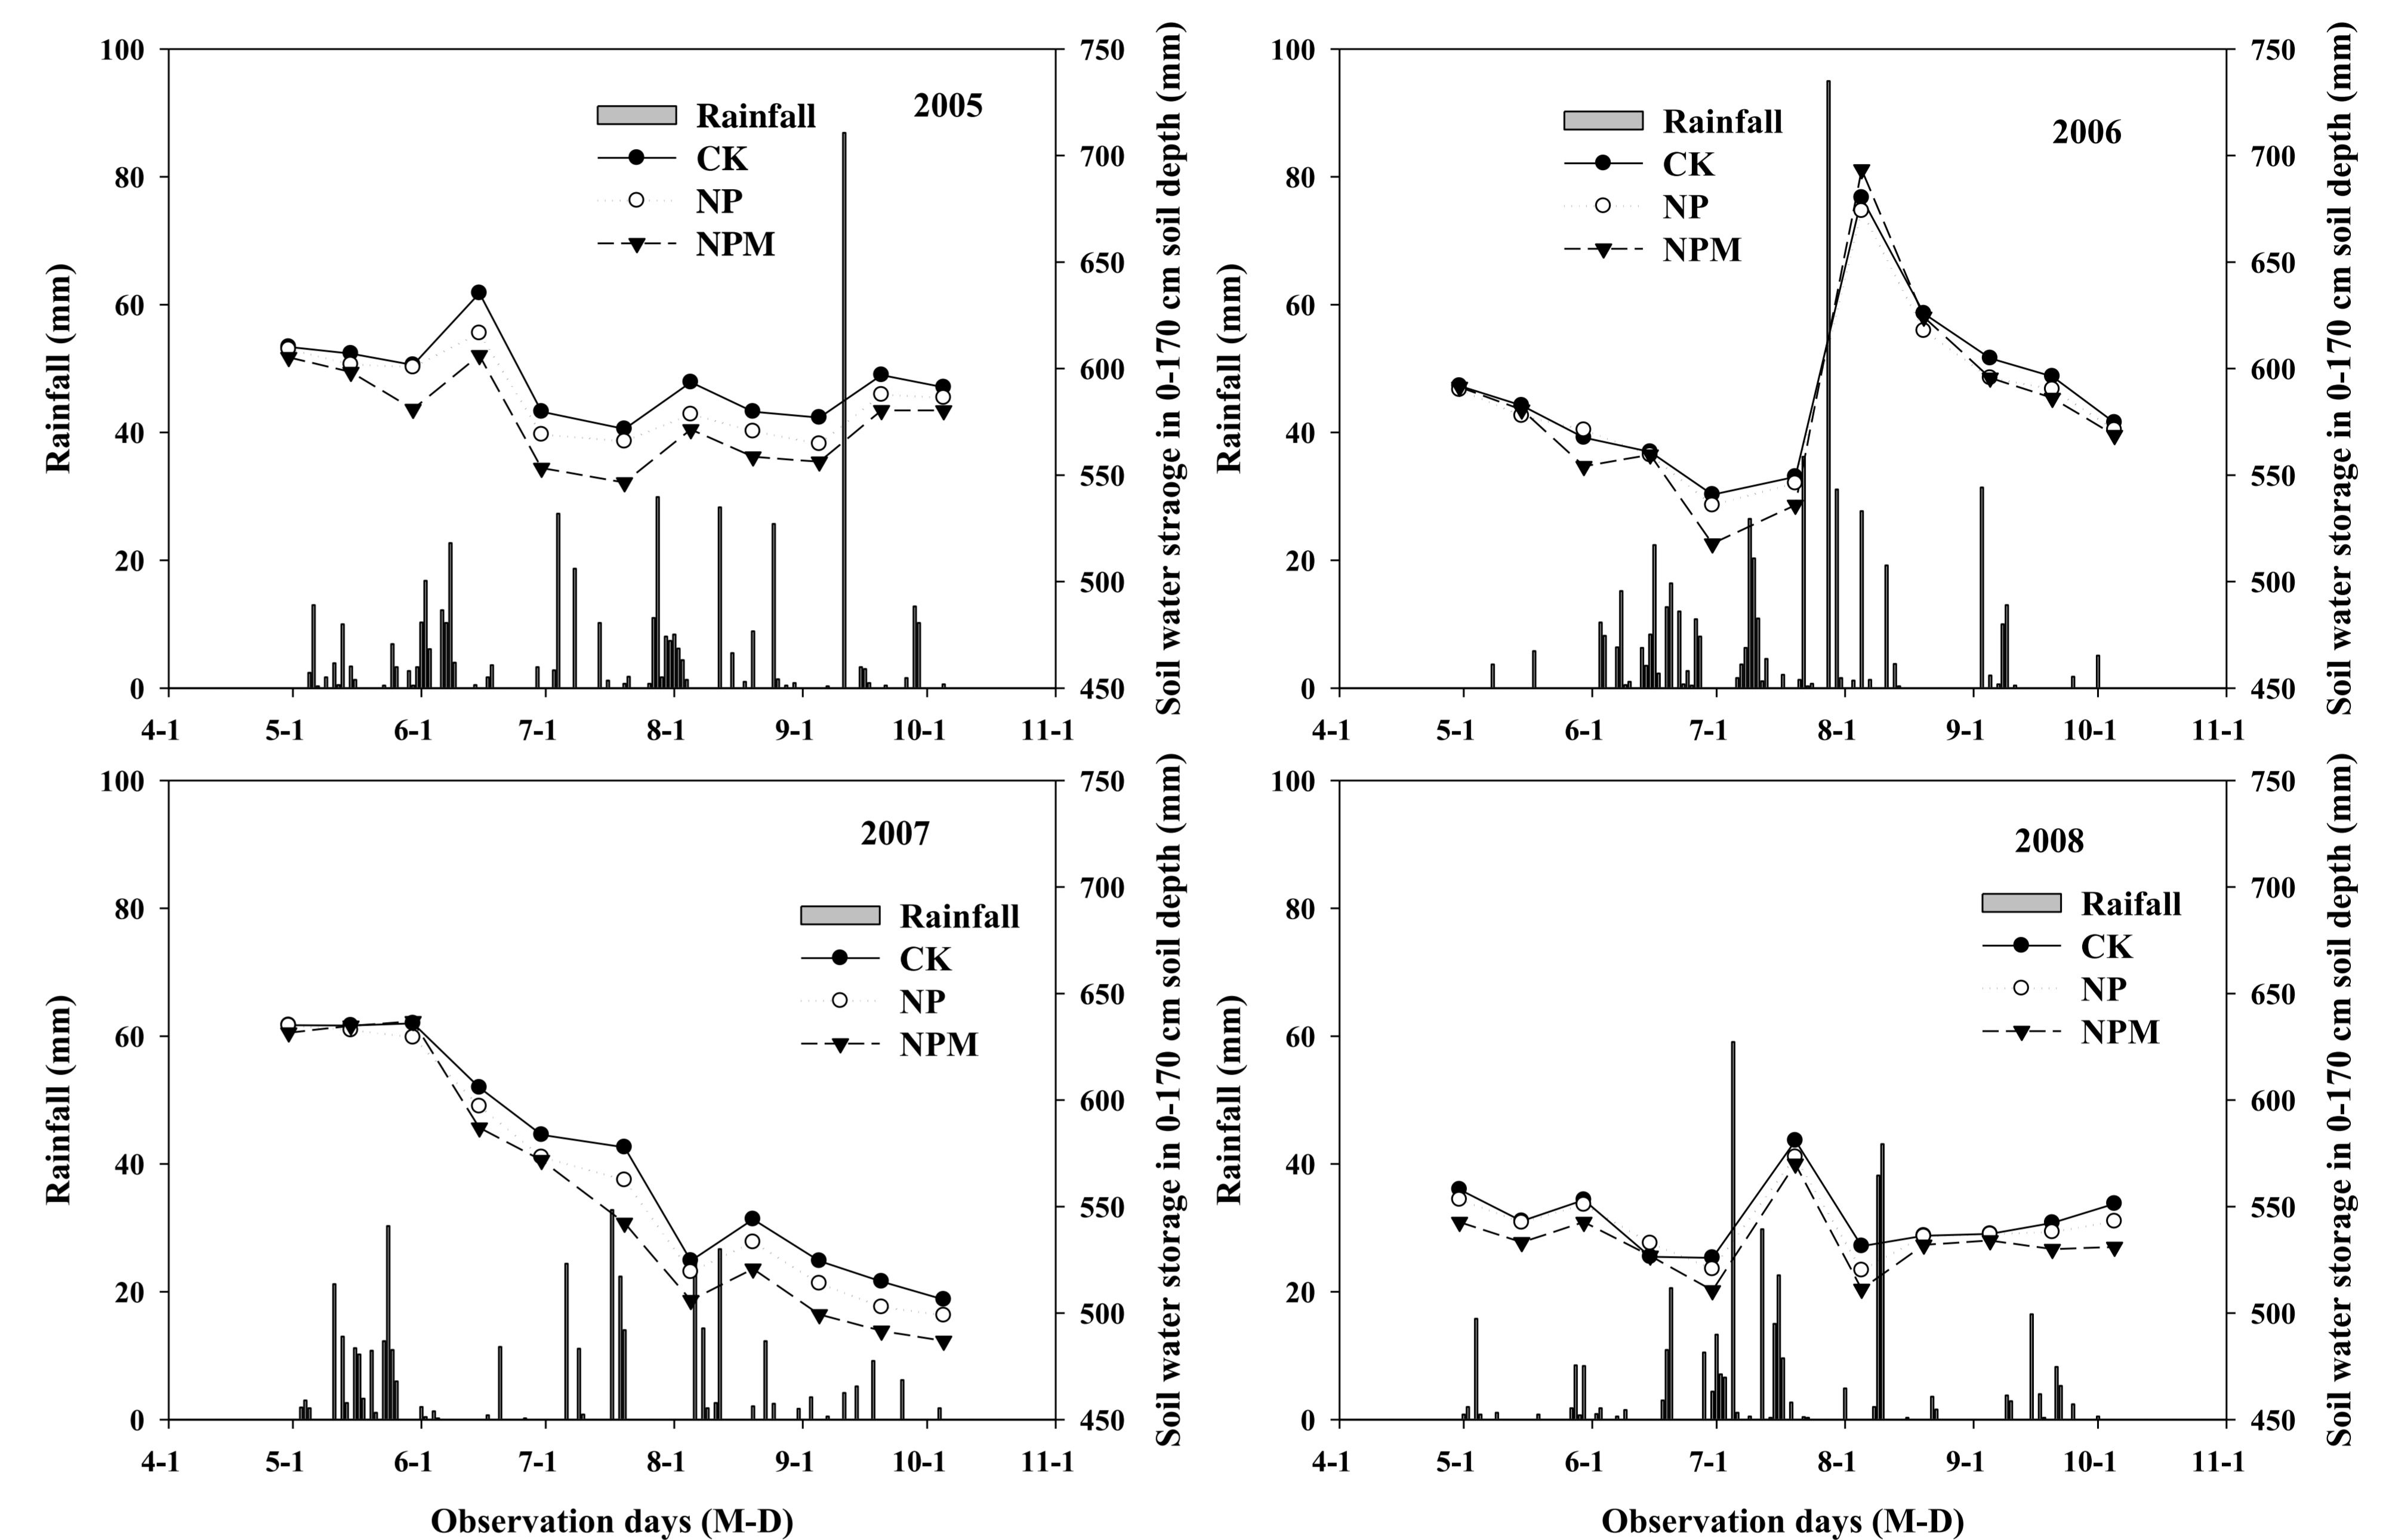 Rainfall (mm)
100
80
60
40
20
0
2005
Rainfall
CK
NP
NPM
750
700
650
600
550
500
450
Soil water straoge in 0-170 cm soil depth (mm)
4-1 5-1 6-1 7-1 8-1 9-1 10-1 11-1
Rainfall (mm)
100
80
60
40
20
0
2006
Rainfall
CK
NP
NPM
750
700
650
600
550
500
450
Soil water storage in 0-170 cm soil depth (mm)
4-1 5-1 6-1 7-1 8-1 9-1 10-1 11-1
Rainfall (mm)
100
80
60
40
20
0
2007
Rainfall
CK
NP
NPM
750
700
650
600
550
500
450
Soil water storage in 0-170 cm soil depth (mm)
4-1 5-1 6-1 7-1 8-1 9-1 10-1 11-1
Observation days (M-D)
Rainfall (mm)
100
80
60
40
20
0
2008
Raifall
CK
NP
NPM
750
700
650
600
550
500
450
Soil water storage in 0-170 cm soil depth (mm)
4-1 5-1 6-1 7-1 8-1 9-1 10-1 11-1
Observation days (M-D)